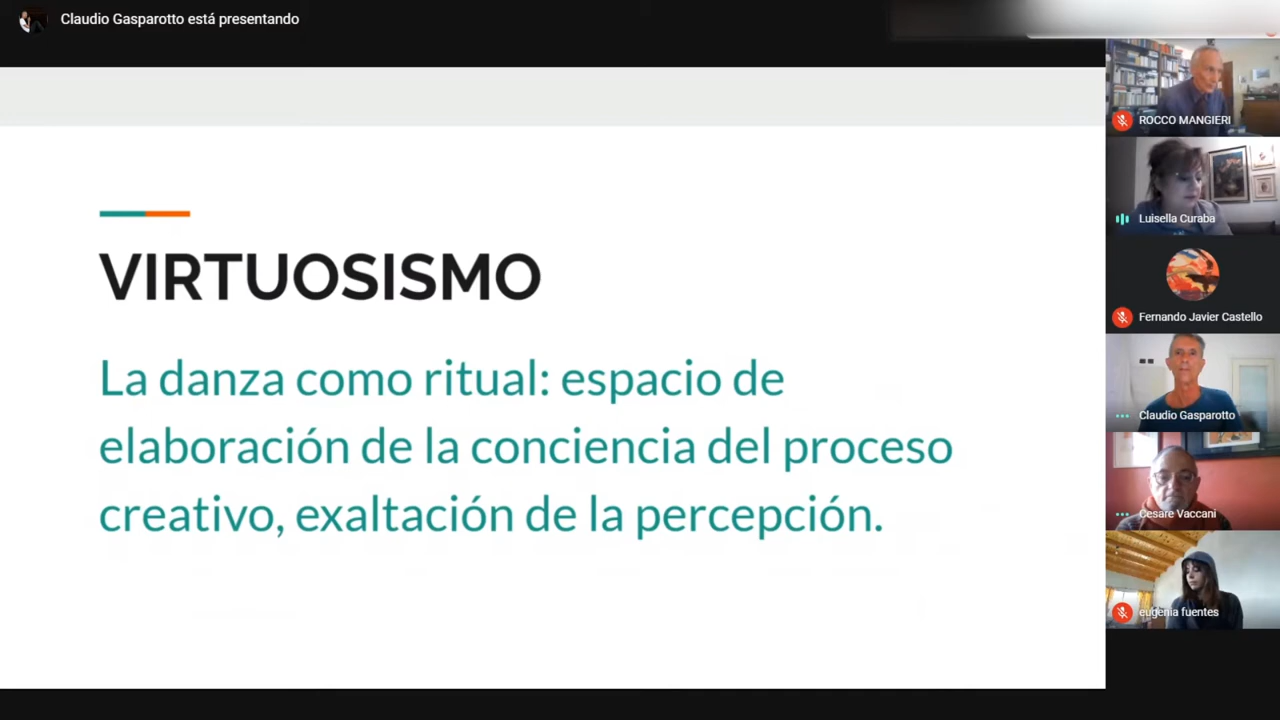 Claudio Gasparotto está presentando
VIRTUOSISMO
La danza como ritual: espacio de
elaboración de la conciencia del proceso
creativo, exaltación de la percepción.
ROCCO MANGIERI
Luisella Curaba
Fernando Javier Castello
Claudio Gasparotto
Cesare Vaccani
eugenia fuentes